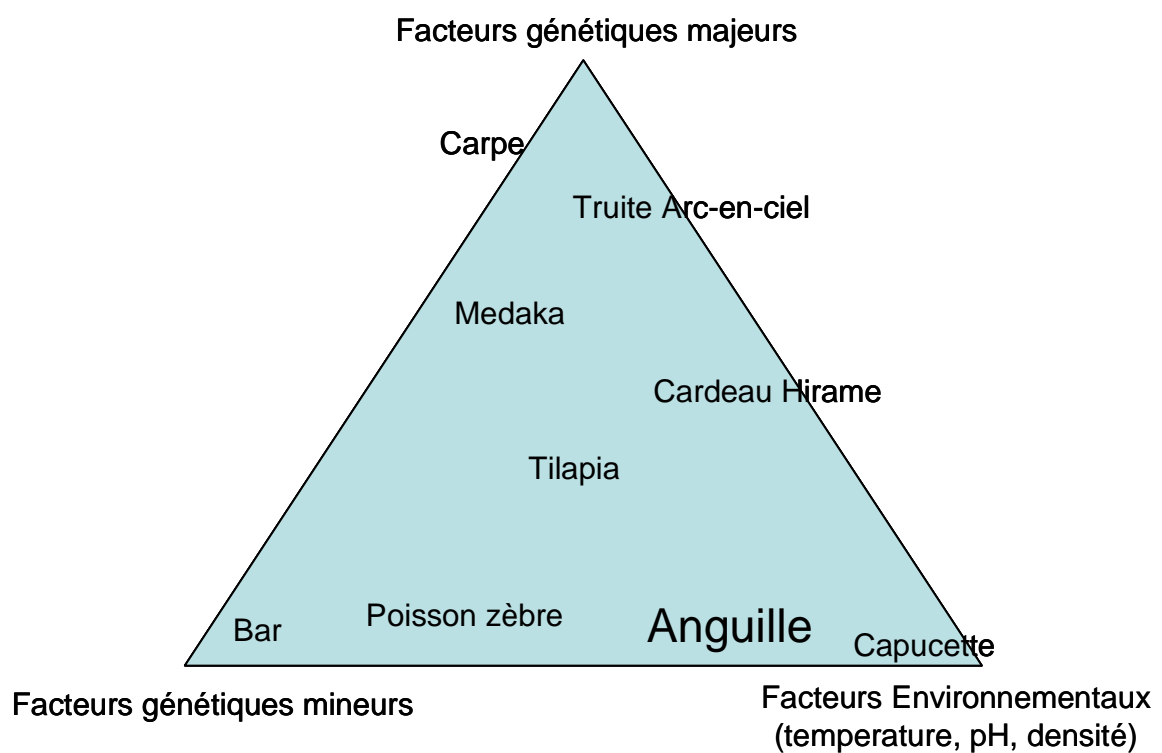 Facteurs génétiques majeurs
Carpe
Truite Arc-en-ciel
Medaka
Cardeau Hirame
Tilapia
Bar
Poisson zèbre
Anguille
Capucette
Facteurs génétiques mineurs
Facteurs Environnementaux
(temperature, pH, densité)